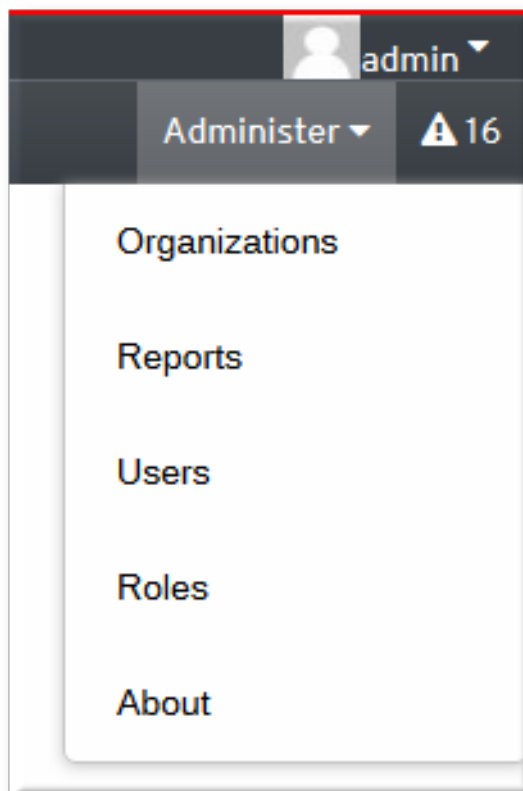 admin
Administer 16
Organizations
Reports
Users
Roles
About